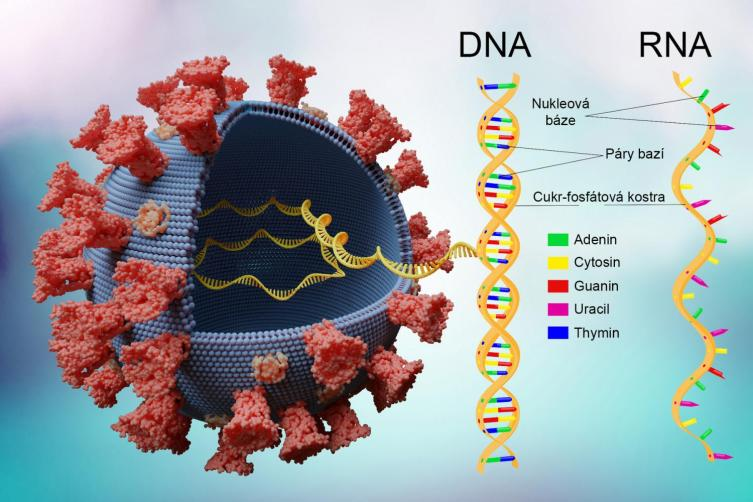 DNA
RNA
Nukleová
báze
Páry bazí
Cukr-fosfátová kostra
Adenin
Cytosin
Guanin
Uracil
Thymin